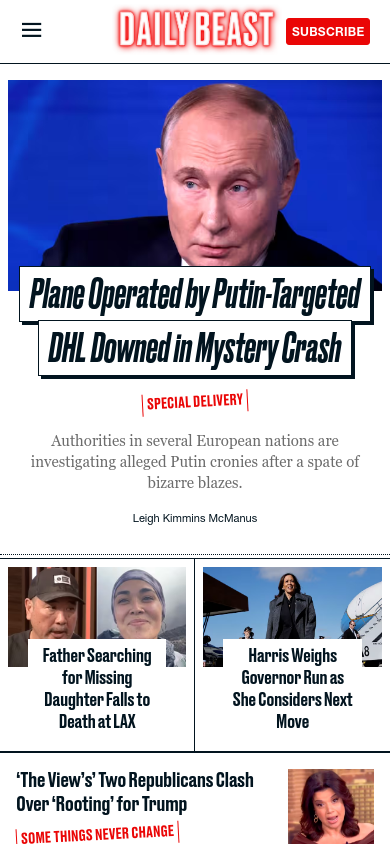 DAILY BEAST
SUBSCRIBE
Plane Operated by Putin-Targeted
DHL Downed in Mystery Crash
SPECIAL DELIVERY
Authorities in several European nations are
investigating alleged Putin cronies after a spate of
bizarre blazes.
Leigh Kimmins McManus
Father Searching
for Missing
Daughter Falls to
Death at LAX
Harris Weighs
Governor Run as
She Considers Next
Move
‘The View’s’ Two Republicans Clash
Over ‘Rooting’ for Trump
SOME THINGS NEVER CHANGE